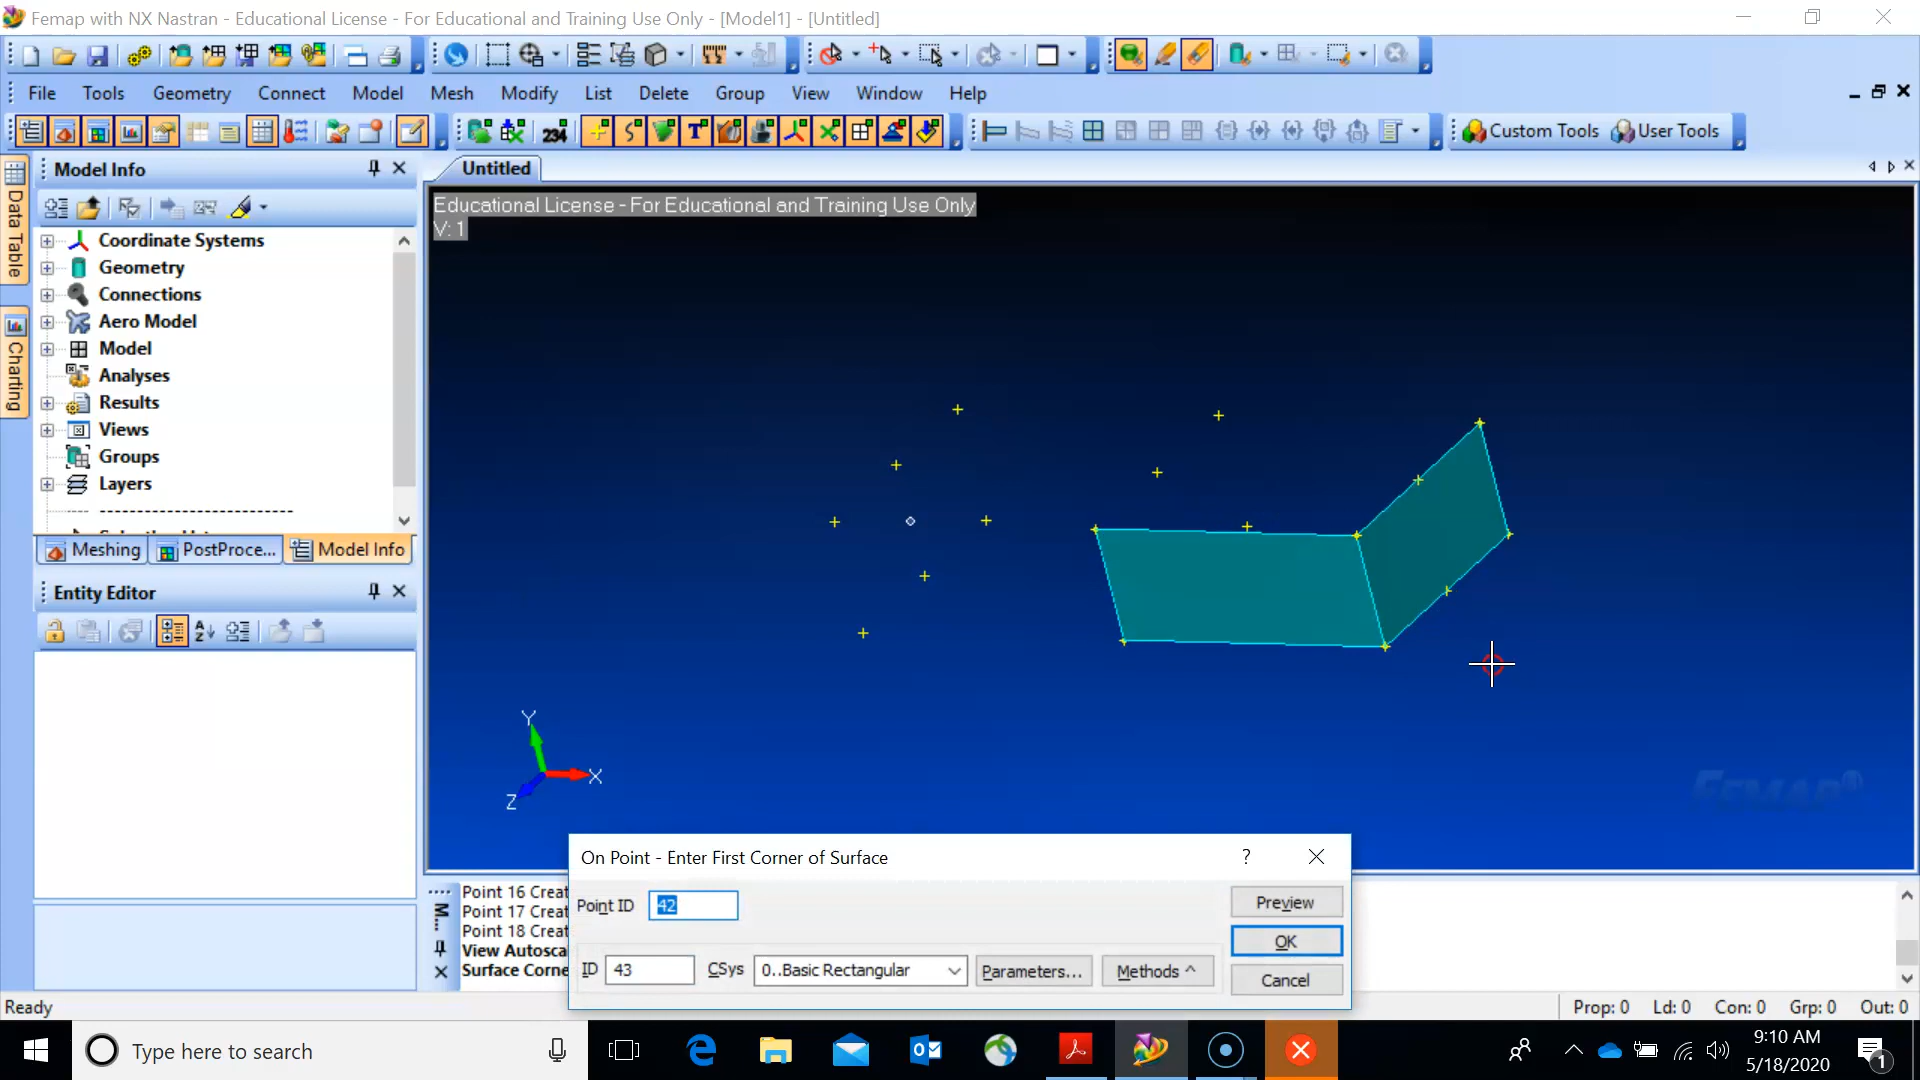 Femap with NX Nastran - Educational License - For Educational and Training Use Only - [Model1] - [Untitled]
File Tools Geometry Connect Model Mesh Modify List Delete Group View Window Help
234
T
Custom Tools User Tools
Data Table
Charting
Model Info
Coordinate Systems
Geometry
Connections
Aero Model
Model
Analyses
Results
Views
Groups
Layers
Meshing PostProce... Model Info
Entity Editor
Untitled
Educational License - For Educational and Training Use Only
V: 1
Y
X
Z
FEMAP
Point 16 Creat
Point 17 Creat
Point 18 Creat
View Autosca
Surface Corne
On Point - Enter First Corner of Surface
?
Point ID 42
Preview
OK
ID 43 CSys 0..Basic Rectangular Parameters... Methods ^
Cancel
Ready
Prop: 0 Ld: 0 Con: 0 Grp: 0 Out: 0
Type here to search
9:10 AM
5/18/2020
1